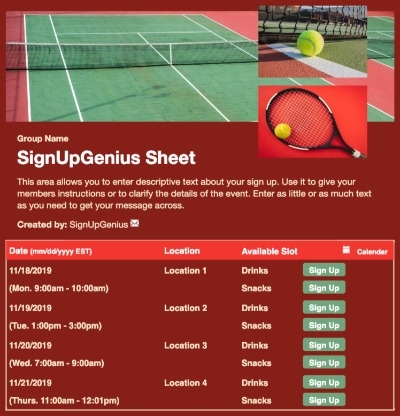 Group Name
SignUpGenius Sheet
This area allows you to enter descriptive text about your sign up. Use it to give your
members instructions or to clarify the details of the event. Enter as little or as much text
as you need to get your message across.
Created by: SignUpGenius
Date (mm/dd/yyyy EST) Location Available Slot Calender
11/18/2019 Location 1 Drinks Sign Up
(Mon. 9:00am - 10:00am) Snacks Sign Up
11/19/2019 Location 2 Drinks Sign Up
(Tue. 1:00pm - 3:00pm) Snacks Sign Up
11/20/2019 Location 3 Drinks Sign Up
(Wed. 7:00am - 9:00am) Snacks Sign Up
11/21/2019 Location 4 Drinks Sign Up
(Thurs. 11:00am - 12:01pm) Snacks Sign Up